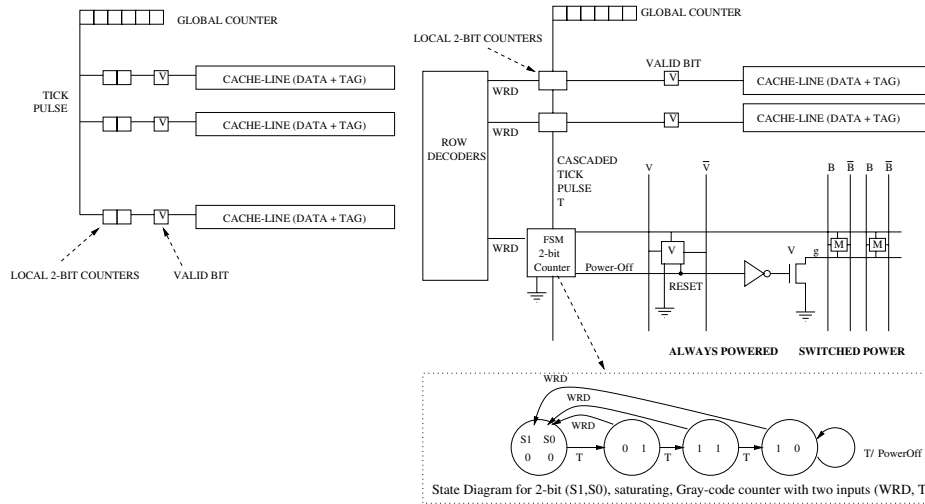 GLOBAL COUNTER
V
CACHE-LINE (DATA + TAG)
TICK
PULSE
V
CACHE-LINE (DATA + TAG)
V
CACHE-LINE (DATA + TAG)
LOCAL 2-BIT COUNTERS
VALID BIT
GLOBAL COUNTER
LOCAL 2-BIT COUNTERS
VALID BIT
WRD
V
CACHE-LINE (DATA + TAG)
WRD
V
CACHE-LINE (DATA + TAG)
ROW
DECODERS
CASCADED
TICK
PULSE
T
V
V̅
B
B̅
B
B̅
WRD
FSM
2-bit
Counter
V
V
g
M
M
Power-Off
RESET
ALWAYS POWERED
SWITCHED POWER
WRD
WRD
WRD
S1 S0
0 0
T
0 1
T
1 1
T
1 0
T/ PowerOff
State Diagram for 2-bit (S1,S0), saturating, Gray-code counter with two inputs (WRD, T